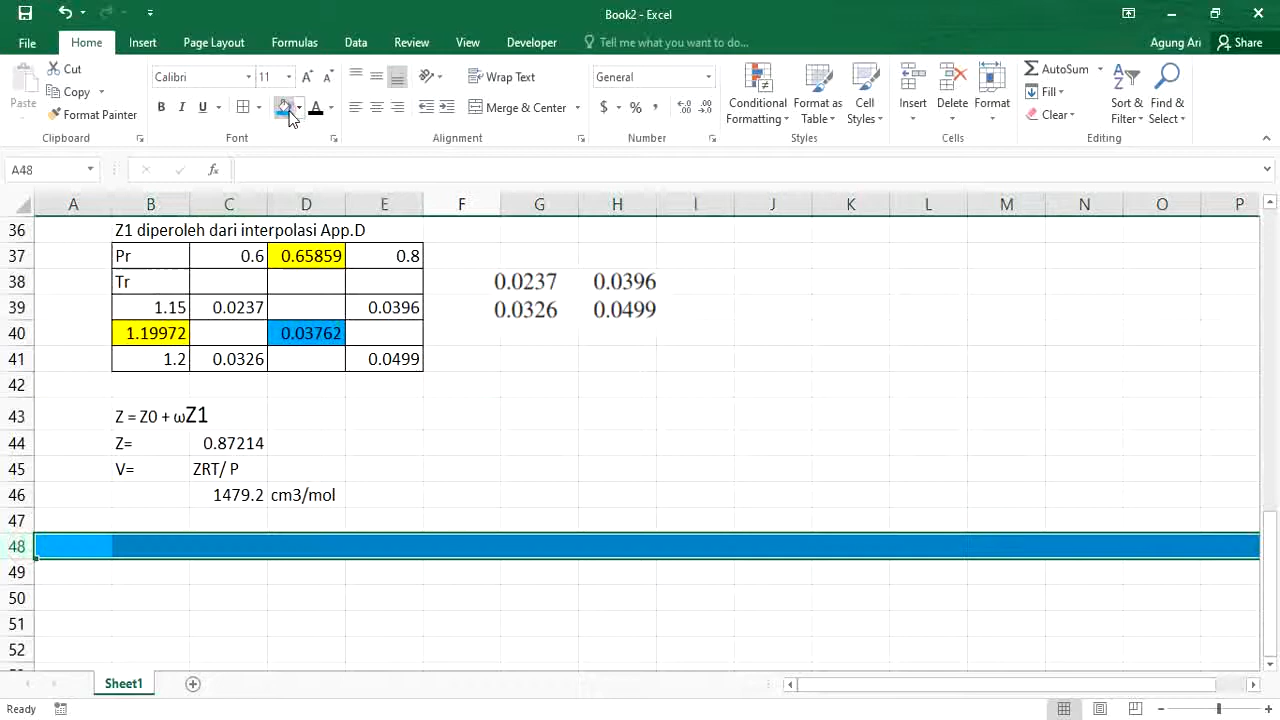 Book2 - Excel
File Home Insert Page Layout Formulas Data Review View Developer Tell me what you want to do... Agung Ari Share
Paste Cut Copy Format Painter
Calibri 11
B I U A
Wrap Text
Merge & Center
General
$ % ,
Conditional Formatting Format as Table Cell Styles
Insert Delete Format
AutoSum Fill Clear
Sort & Filter Find & Select
Clipboard Font Alignment Number Styles Cells Editing
A48 fx
A B C D E F G H I J K L M N O P
36 Z1 diperoleh dari interpolasi App.D
37 Pr 0.6 0.65859 0.8
38 Tr 0.0237 0.0396
39 1.15 0.0237 0.0396 0.0326 0.0499
40 1.19972 0.03762
41 1.2 0.0326 0.0499
42
43 Z = Z0 + ωZ1
44 Z= 0.87214
45 V= ZRT/ P
46 1479.2 cm3/mol
47
48
49
50
51
52
Sheet1
Ready